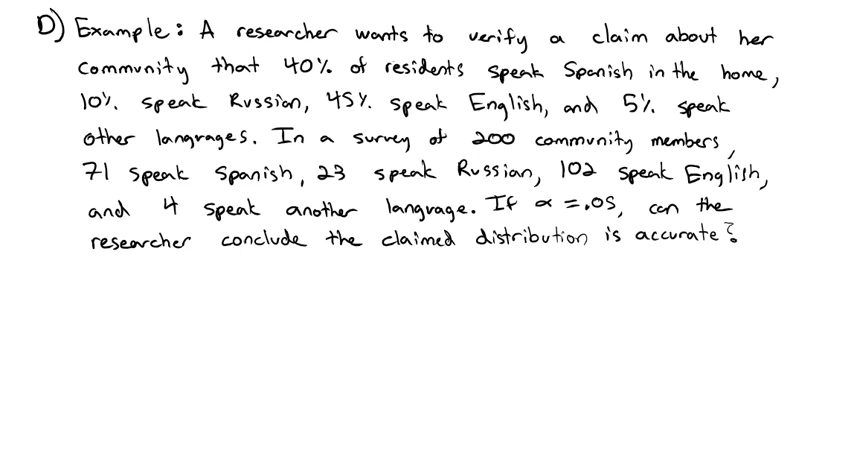 D) Example: A researcher wants to verify a claim about her
community that 40% of residents speak Spanish in the home,
10% speak Russian, 45% speak English, and 5% speak
other languages. In a survey of 200 community members,
71 speak Spanish, 23 speak Russian, 102 speak English,
and 4 speak another language. If α = .05, can the
researcher conclude the claimed distribution is accurate?